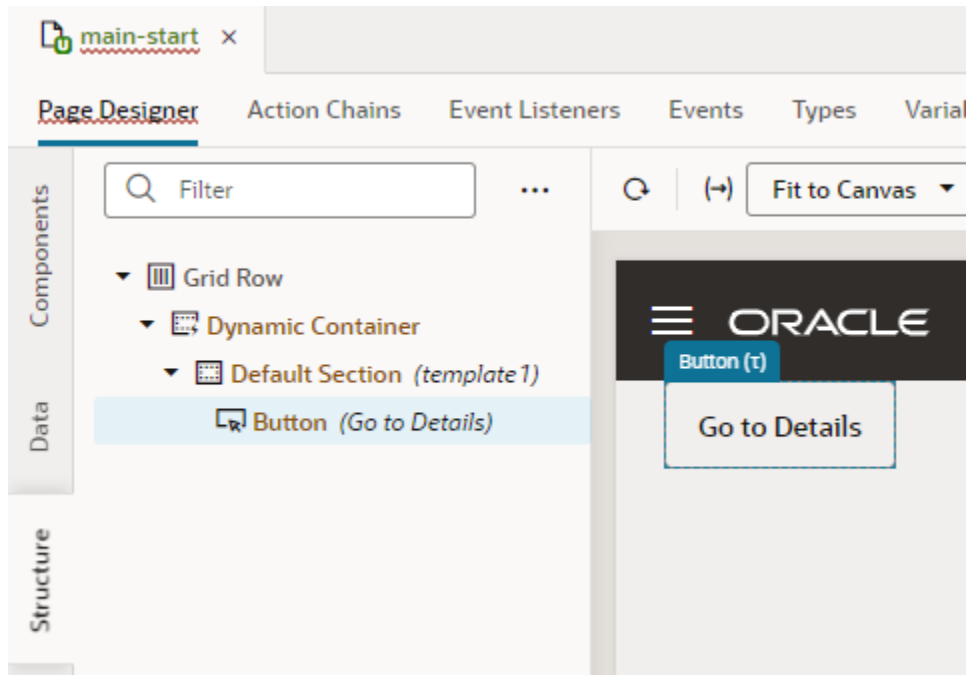 main-start ×
Page Designer Action Chains Event Listeners Events Types
Components
Data
Structure
Filter ...
Fit to Canvas
Grid Row
Dynamic Container
Default Section (template1)
Button (Go to Details)
ORACLE
Button (τ)
Go to Details